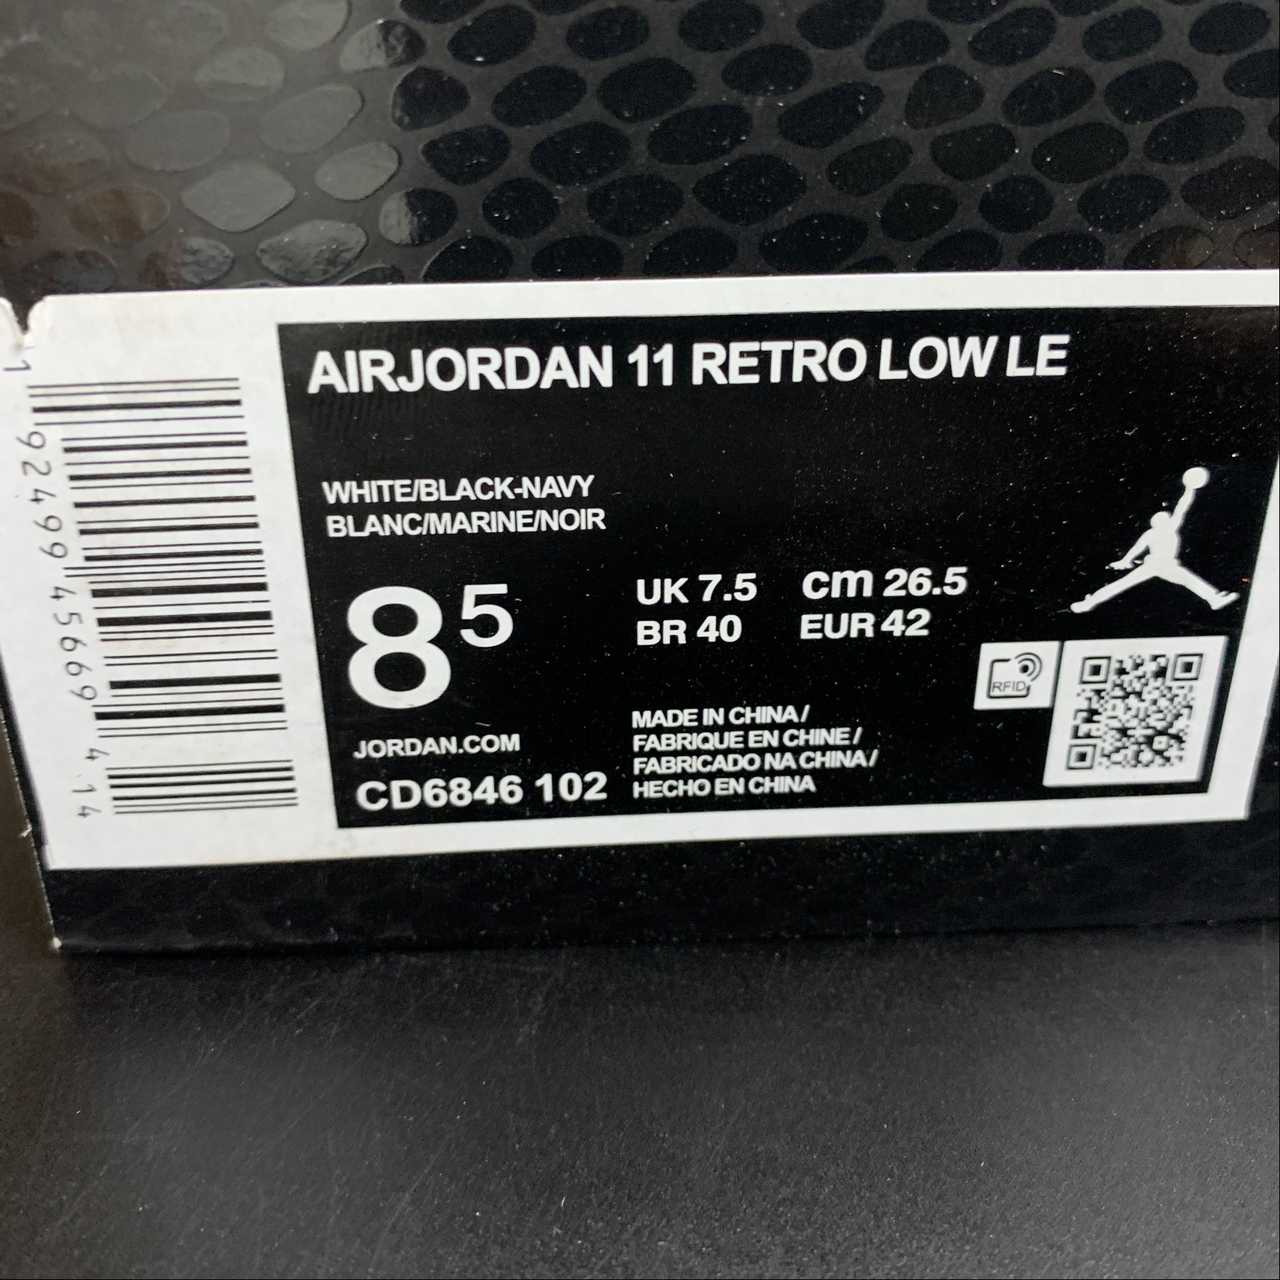 AIRJORDAN 11 RETRO LOW LE
WHITE/BLACK-NAVY
BLANC/MARINE/NOIR
8 5
UK 7.5 cm 26.5
BR 40 EUR 42
JORDAN.COM
CD6846 102
MADE IN CHINA /
FABRIQUE EN CHINE /
FABRICADO NA CHINA /
HECHO EN CHINA
RFID
1 92499 45669 4 14